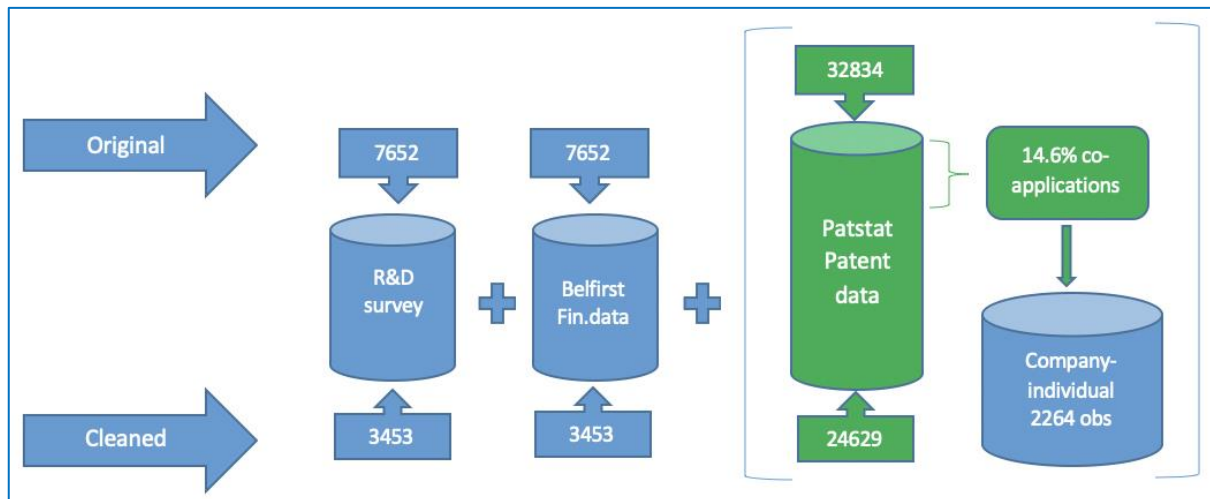 Original
7652
7652
32834
R&D
survey
Belfirst
Fin.data
Patstat
Patent
data
14.6% co-
applications
Company-
individual
2264 obs
Cleaned
3453
3453
24629